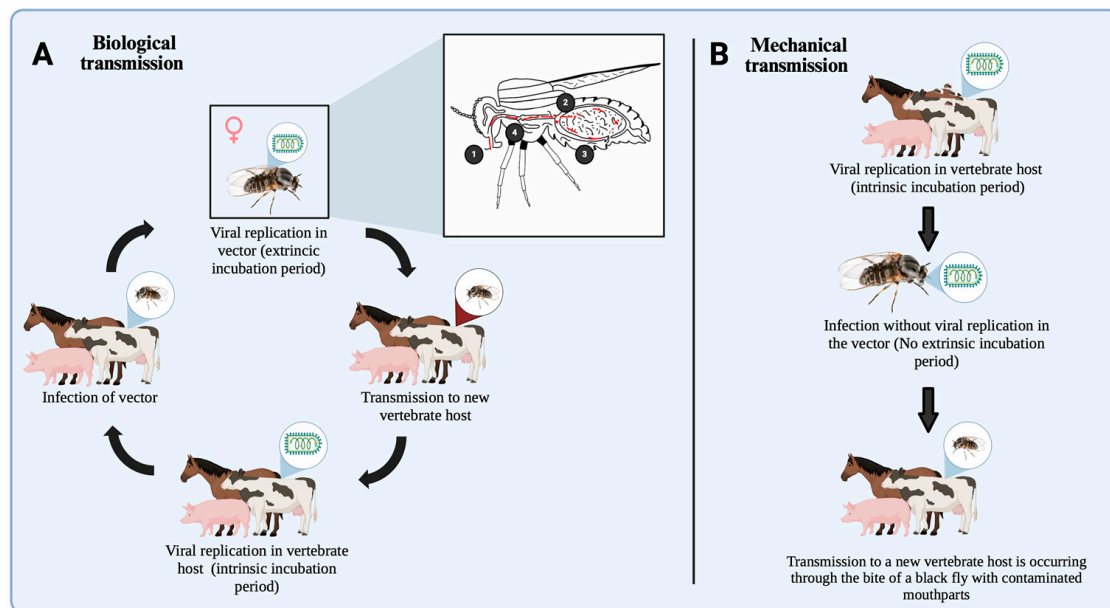 A
Biological
transmission
♀
1
2
3
4
Viral replication in
vector (extrincic
incubation period)
Infection of vector
Transmission to new
vertebrate host
Viral replication in vertebrate
host (intrinsic incubation
period)
B
Mechanical
transmission
Viral replication in vertebrate host
(intrinsic incubation period)
Infection without viral replication in
the vector (No extrinsic incubation
period)
Transmission to a new vertebrate host is occurring
through the bite of a black fly with contaminated
mouthparts